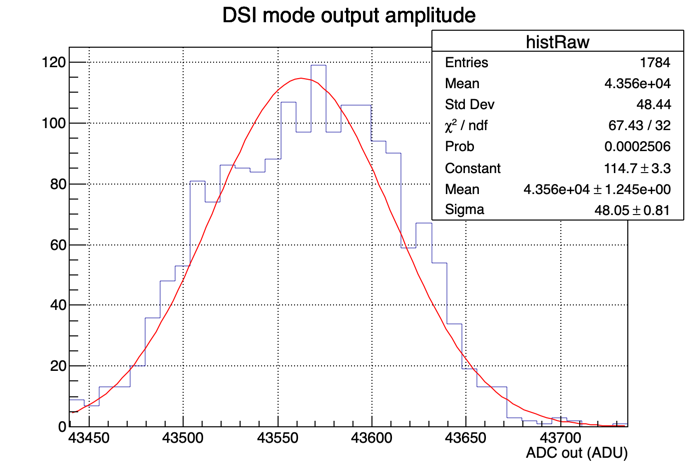 DSI mode output amplitude
histRaw
Entries 1784
Mean 4.356e+04
Std Dev 48.44
χ² / ndf 67.43 / 32
Prob 0.0002506
Constant 114.7 ± 3.3
Mean 4.356e+04 ± 1.245e+00
Sigma 48.05 ± 0.81
120
100
80
60
40
20
0
43450 43500 43550 43600 43650 43700
ADC out (ADU)